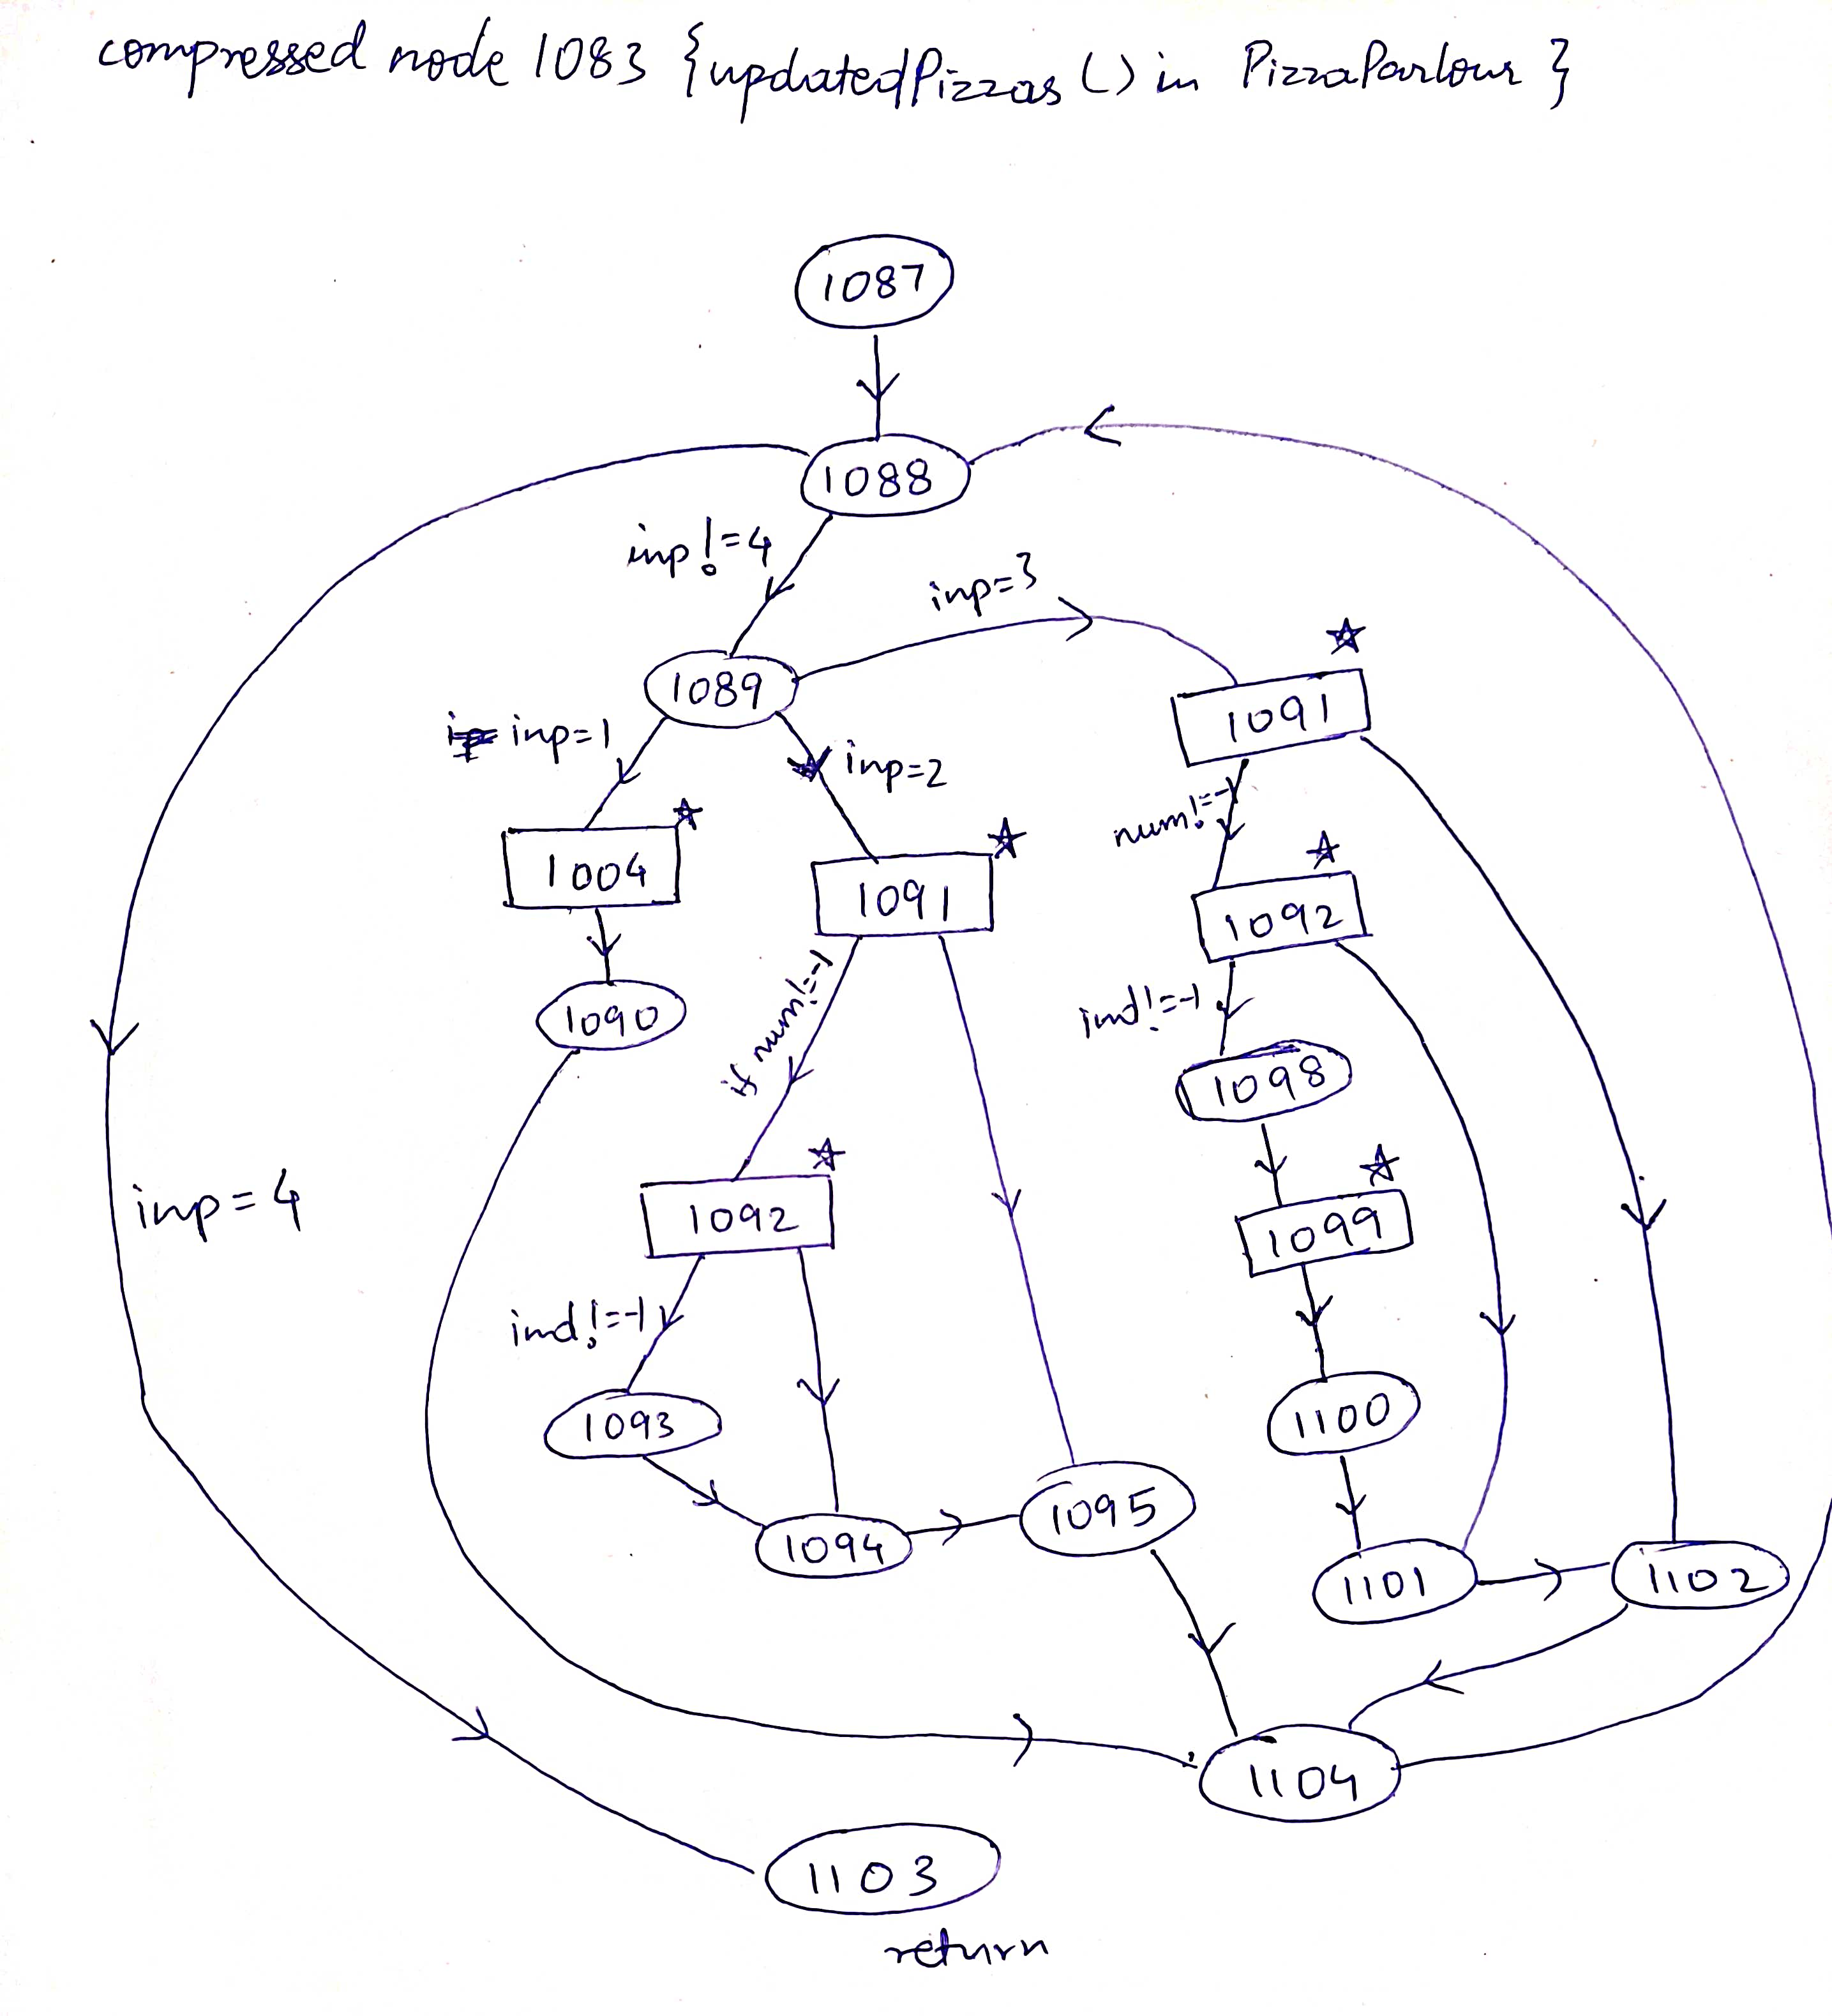 compressed node 1083 {updatedPizzas () in PizzaParlour }
1087
1088
inp!=4
inp=3
1089
1091
inp=1
inp=2
num!=-1
1004
1091
1092
1090
if num!=-1
ind!=-1
1098
inp=4
1092
1099
ind!=-1
1093
1100
1094
1095
1101
1102
1104
1103
return